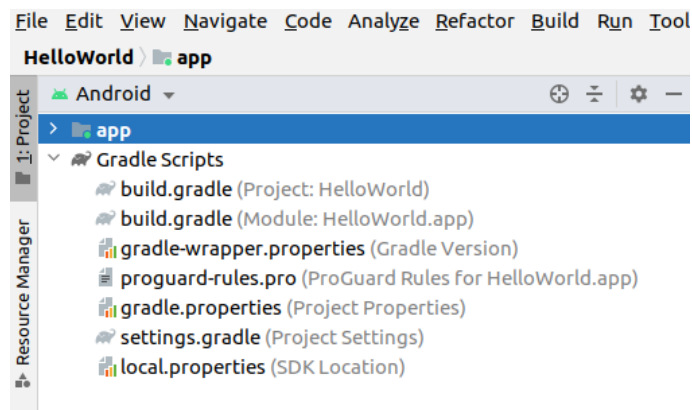 File Edit View Navigate Code Analyze Refactor Build Run Tool
HelloWorld app
Android
1: Project
app
Gradle Scripts
build.gradle (Project: HelloWorld)
build.gradle (Module: HelloWorld.app)
gradle-wrapper.properties (Gradle Version)
proguard-rules.pro (ProGuard Rules for HelloWorld.app)
gradle.properties (Project Properties)
settings.gradle (Project Settings)
local.properties (SDK Location)
Resource Manager